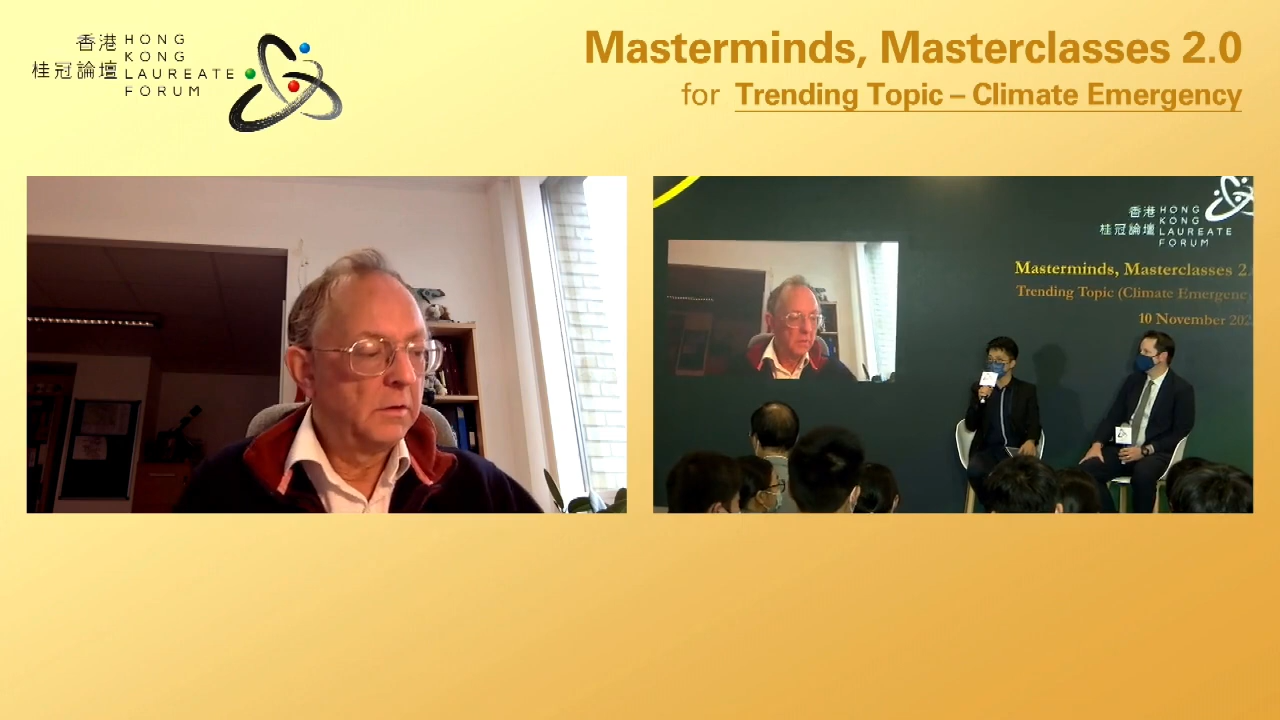 香港 HONG
KONG
桂冠論壇 LAUREATE
FORUM
Masterminds, Masterclasses 2.0
for Trending Topic – Climate Emergency
香港 HONG
KONG
桂冠論壇 LAUREATE
FORUM
Masterminds, Masterclasses 2.
Trending Topic (Climate Emergency
10 November 202